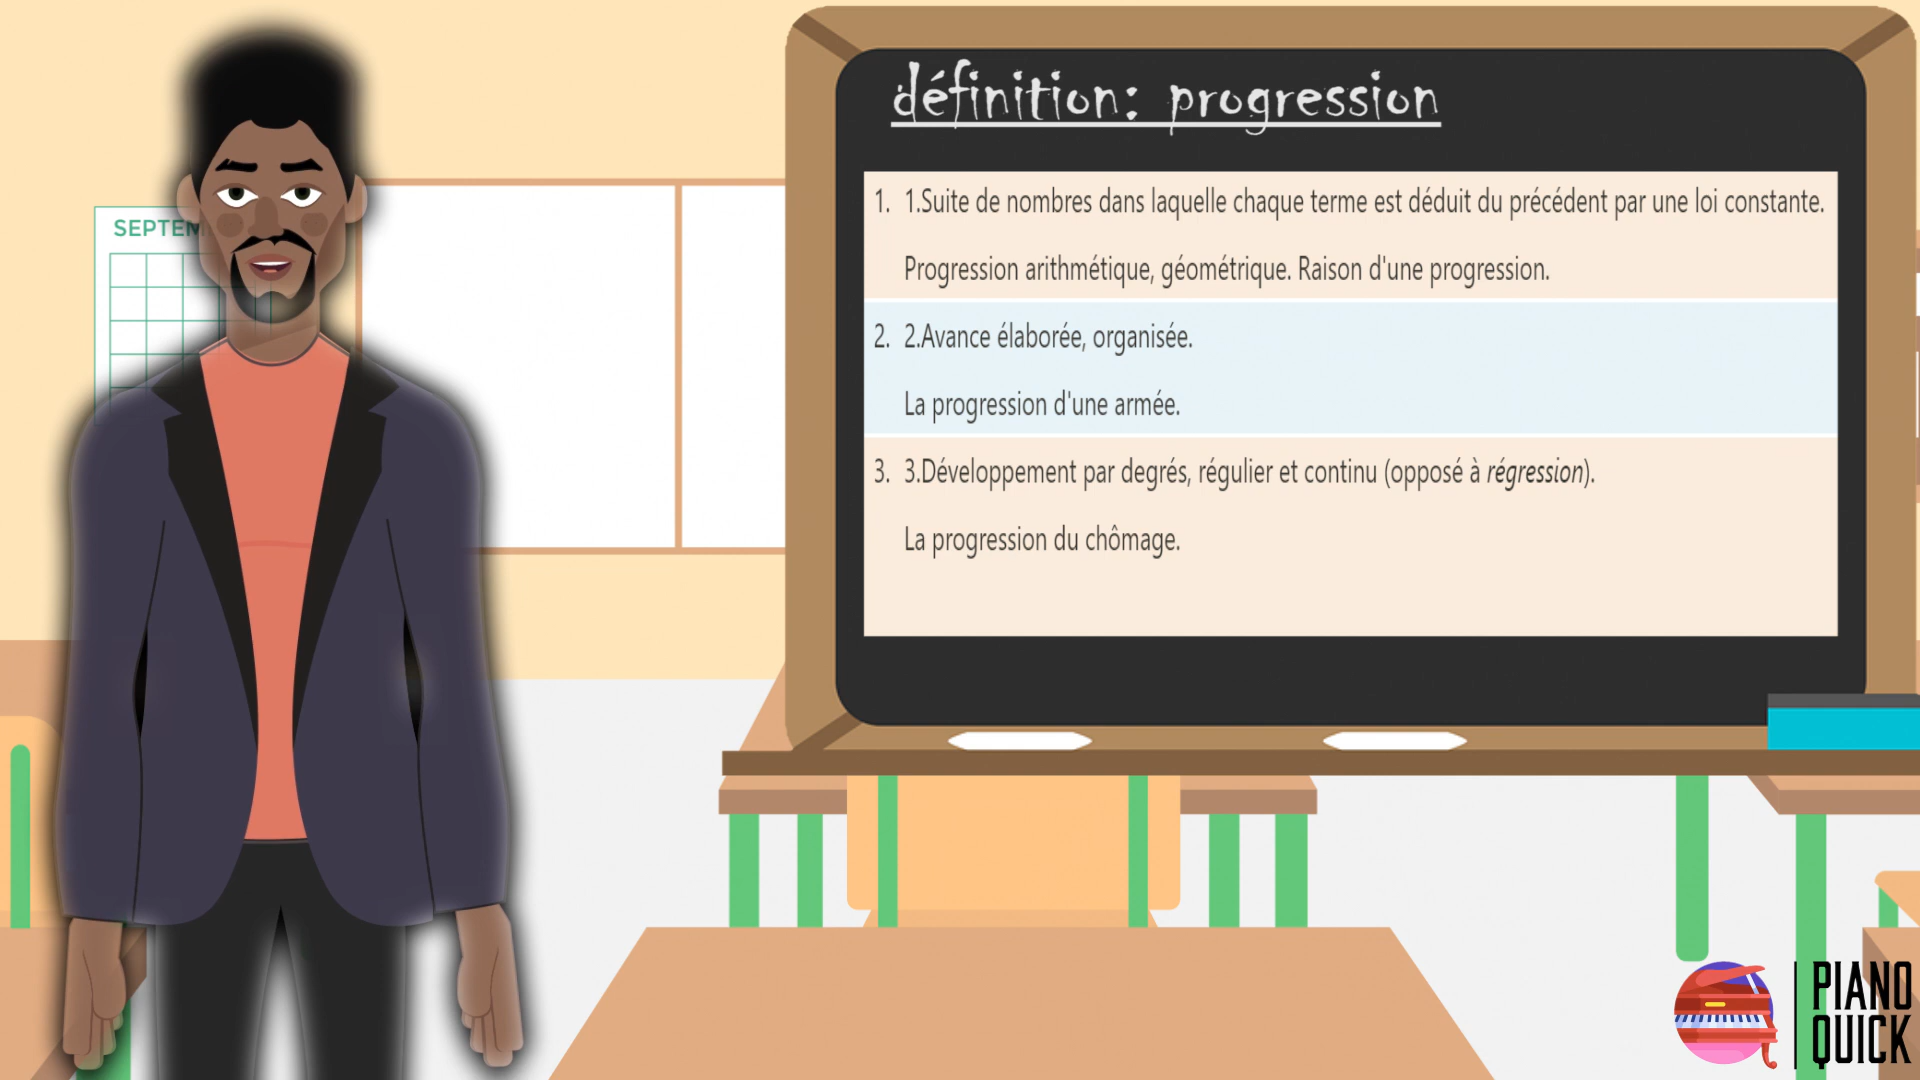 définition: progression
1. 1.Suite de nombres dans laquelle chaque terme est déduit du précédent par une loi constante.
Progression arithmétique, géométrique. Raison d'une progression.
2. 2.Avance élaborée, organisée.
La progression d'une armée.
3. 3.Développement par degrés, régulier et continu (opposé à régression).
La progression du chômage.
SEPTEM
PIANO
QUICK